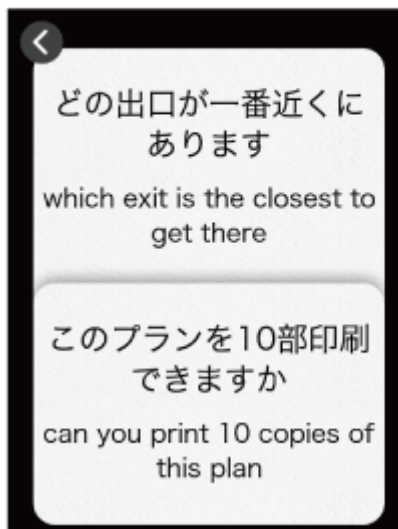 どの出口が一番近くに
あります
which exit is the closest to
get there
このプランを10部印刷
できますか
can you print 10 copies of
this plan